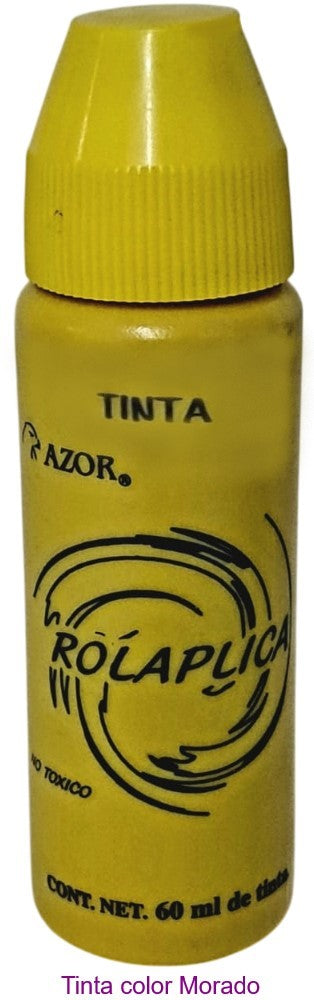 TINTA
AZOR®
ROLAPLICA
NO TOXICO
CONT. NET. 60 ml de tinta
Tinta color Morado